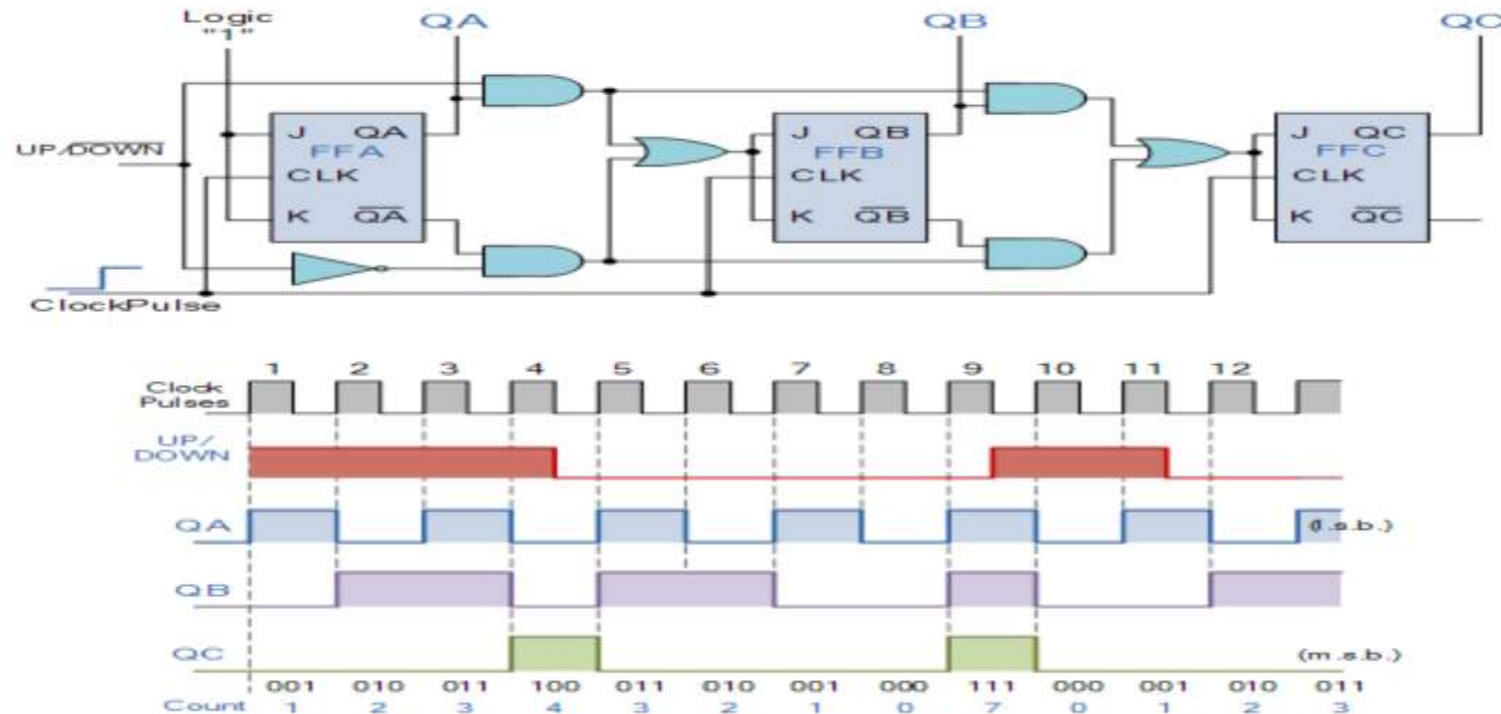 Logic
"1"
QA
QB
QC
J QA
FFA
CLK
K QA
J QB
FFB
CLK
K QB
J QC
FFC
CLK
K QC
UP/DOWN
ClockPulse
1 2 3 4 5 6 7 8 9 10 11 12
Clock
Pulses
UP/
DOWN
QA
(l.s.b.)
QB
QC
(m.s.b.)
001 010 011 100 011 010 001 000 111 000 001 010 011
Count 1 2 3 4 3 2 1 0 7 0 1 2 3